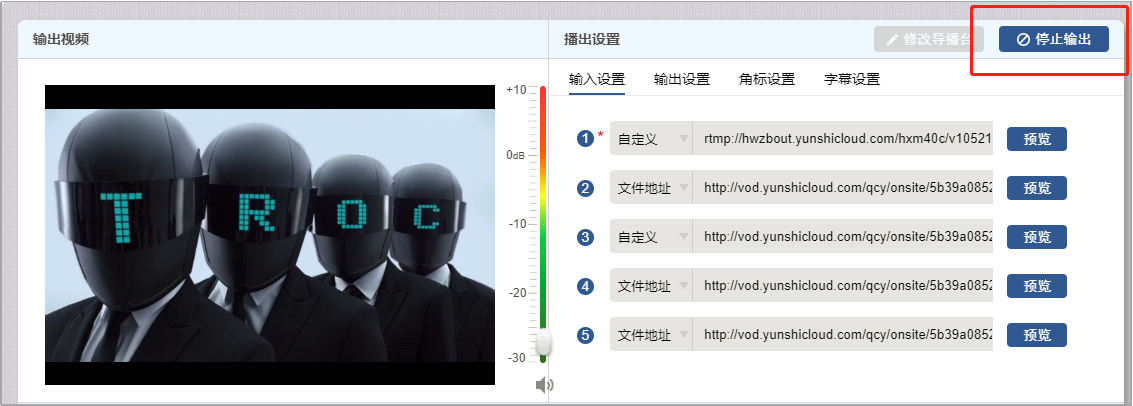 输出视频
播出设置
修改导播台
停止输出
输入设置
输出设置
角标设置
字幕设置
T R O C
+10
0dB
-10
-20
-30
1 * 自定义 rtmp://hwzbout.yunshicloud.com/hxm40c/v10521 预览
2 文件地址 http://vod.yunshicloud.com/qcy/onsite/5b39a0852 预览
3 自定义 http://vod.yunshicloud.com/qcy/onsite/5b39a0852 预览
4 文件地址 http://vod.yunshicloud.com/qcy/onsite/5b39a0852 预览
5 文件地址 http://vod.yunshicloud.com/qcy/onsite/5b39a0852 预览